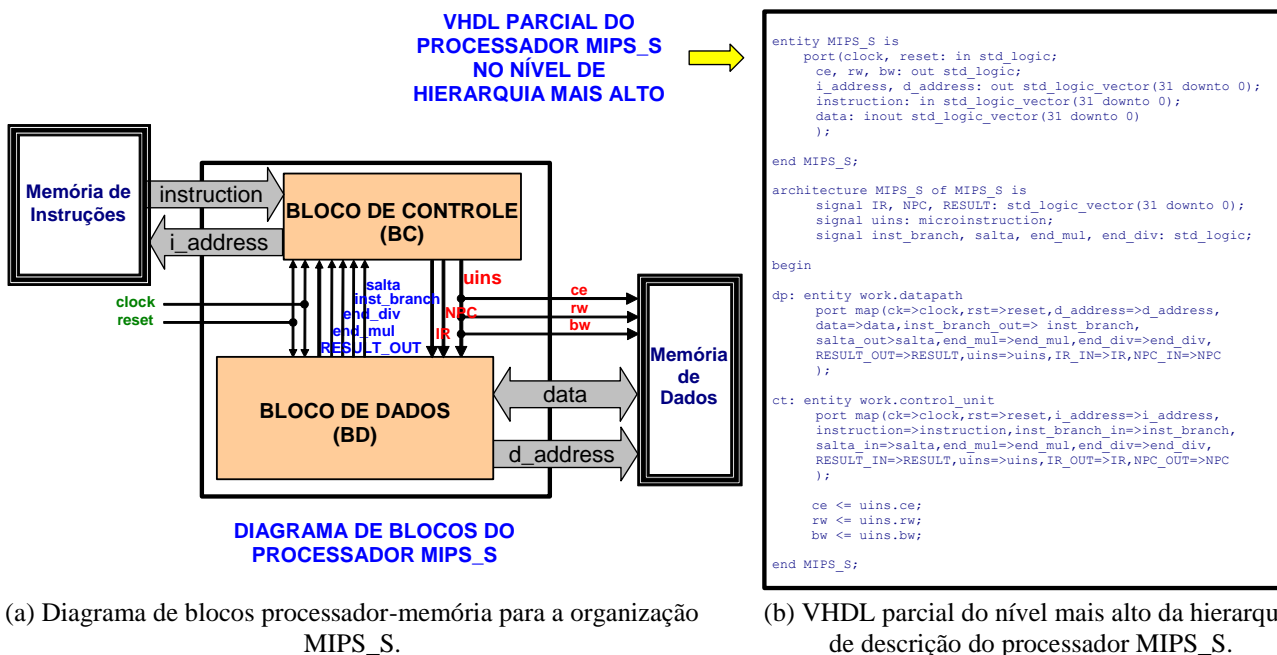 VHDL PARCIAL DO
PROCESSADOR MIPS_S
NO NÍVEL DE
HIERARQUIA MAIS ALTO
Memória de
Instruções
instruction
i_address
BLOCO DE CONTROLE
(BC)
clock
reset
salta
inst_branch
end_div
end_mul
RESULT_OUT
uins
NPC
IR
ce
rw
bw
BLOCO DE DADOS
(BD)
data
d_address
Memória
de
Dados
DIAGRAMA DE BLOCOS DO
PROCESSADOR MIPS_S
(a) Diagrama de blocos processador-memória para a organização
MIPS_S.
entity MIPS_S is
port(clock, reset: in std_logic;
ce, rw, bw: out std_logic;
i_address, d_address: out std_logic_vector(31 downto 0);
instruction: in std_logic_vector(31 downto 0);
data: inout std_logic_vector(31 downto 0)
);
end MIPS_S;
architecture MIPS_S of MIPS_S is
signal IR, NPC, RESULT: std_logic_vector(31 downto 0);
signal uins: microinstruction;
signal inst_branch, salta, end_mul, end_div: std_logic;
begin
dp: entity work.datapath
port map(ck=>clock,rst=>reset,d_address=>d_address,
data=>data,inst_branch_out=> inst_branch,
salta_out>salta,end_mul=>end_mul,end_div=>end_div,
RESULT_OUT=>RESULT,uins=>uins,IR_IN=>IR,NPC_IN=>NPC
);
ct: entity work.control_unit
port map(ck=>clock,rst=>reset,i_address=>i_address,
instruction=>instruction,inst_branch_in=>inst_branch,
salta_in=>salta,end_mul=>end_mul,end_div=>end_div,
RESULT_IN=>RESULT,uins=>uins,IR_OUT=>IR,NPC_OUT=>NPC
);
ce <= uins.ce;
rw <= uins.rw;
bw <= uins.bw;
end MIPS_S;
(b) VHDL parcial do nível mais alto da hierarqu
de descrição do processador MIPS_S.